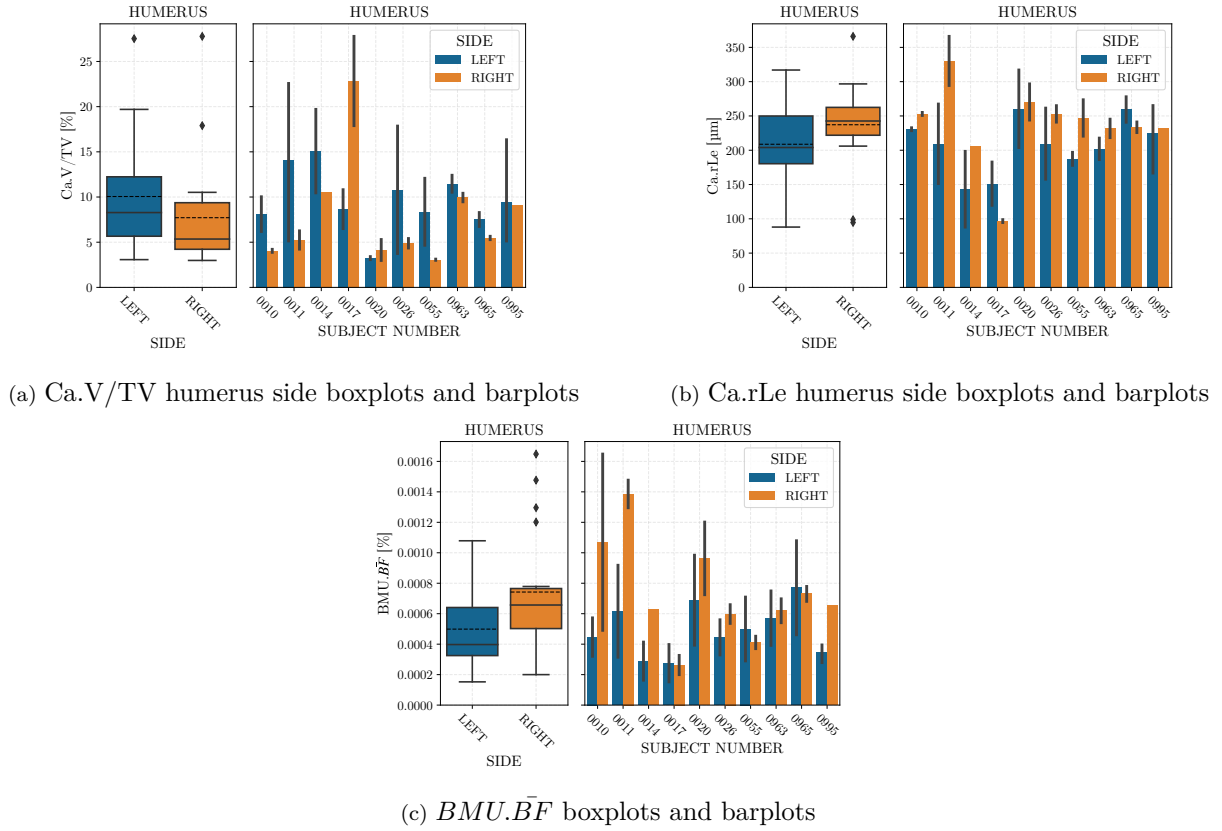 HUMERUS
HUMERUS
Ca.V/TV [%]
25
20
15
10
5
0
SIDE
LEFT
RIGHT
LEFT
RIGHT
SIDE
0010
0011
0014
0017
0020
0026
0055
0963
0965
0995
SUBJECT NUMBER
(a) Ca.V/TV humerus side boxplots and barplots
HUMERUS
HUMERUS
Ca.rLe [µm]
350
300
250
200
150
100
50
0
SIDE
LEFT
RIGHT
LEFT
RIGHT
SIDE
0010
0011
0014
0017
0020
0026
0055
0963
0965
0995
SUBJECT NUMBER
(b) Ca.rLe humerus side boxplots and barplots
HUMERUS
HUMERUS
BMU.B̄F [%]
0.0016
0.0014
0.0012
0.0010
0.0008
0.0006
0.0004
0.0002
0.0000
SIDE
LEFT
RIGHT
LEFT
RIGHT
SIDE
0010
0011
0014
0017
0020
0026
0055
0963
0965
0995
SUBJECT NUMBER
(c) BMU.B̄F boxplots and barplots